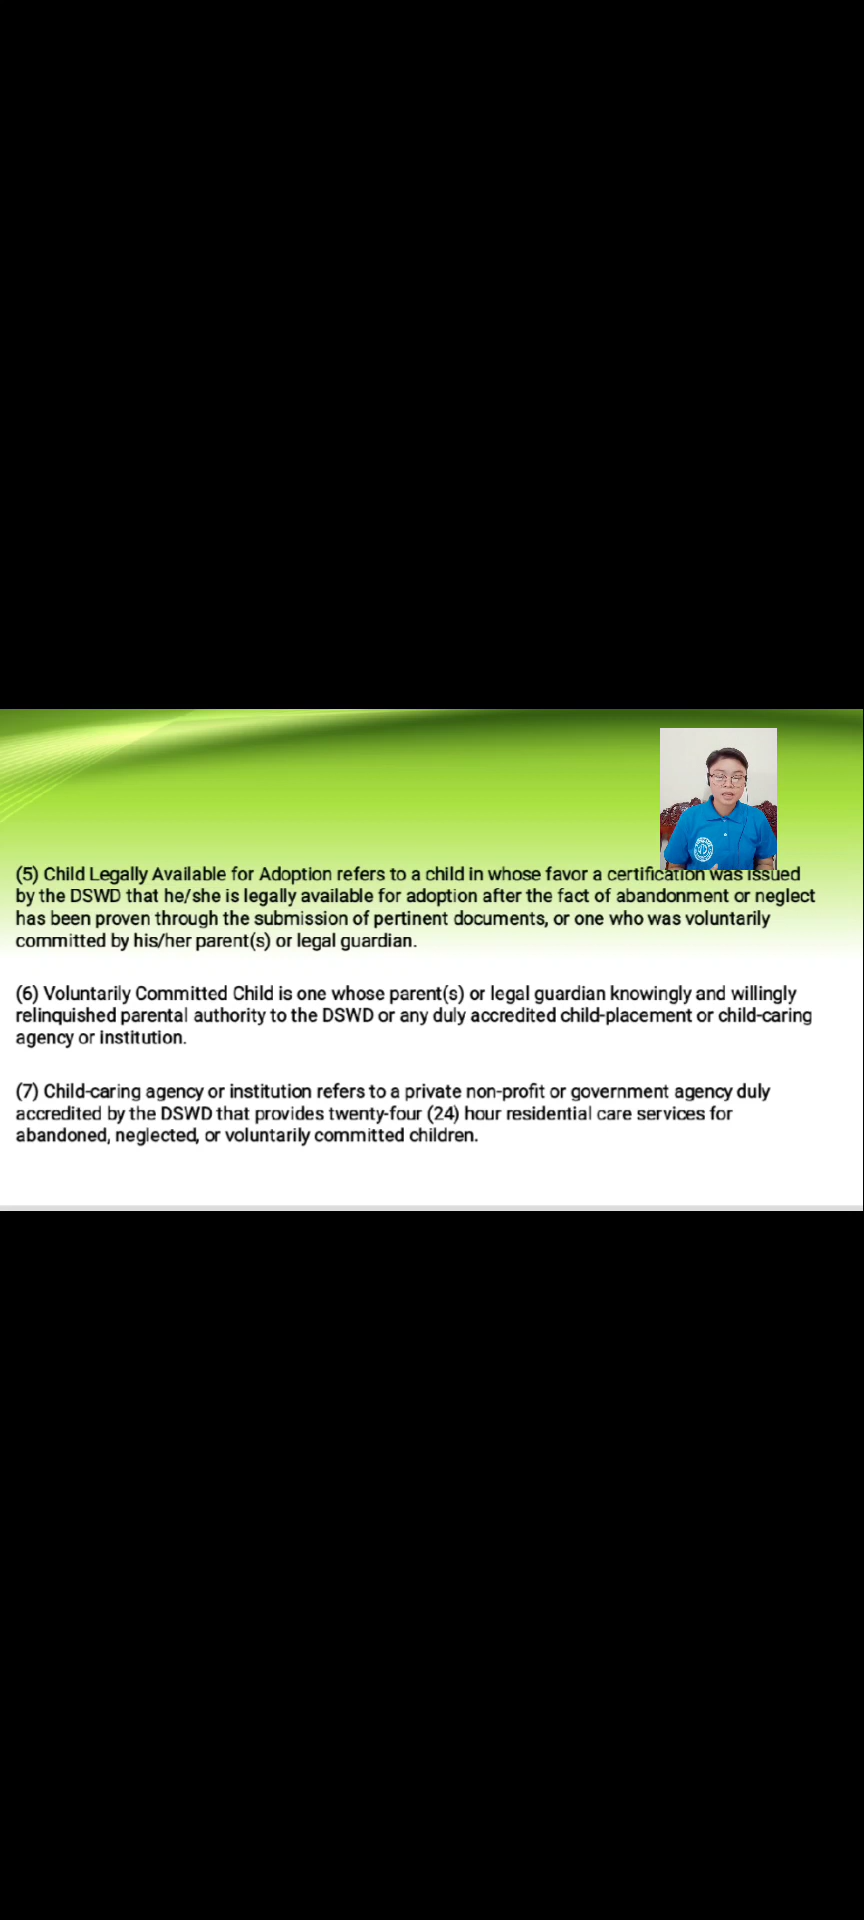 (5) Child Legally Available for Adoption refers to a child in whose favor a certification was issued
by the DSWD that he/she is legally available for adoption after the fact of abandonment or neglect
has been proven through the submission of pertinent documents, or one who was voluntarily
committed by his/her parent(s) or legal guardian.
(6) Voluntarily Committed Child is one whose parent(s) or legal guardian knowingly and willingly
relinquished parental authority to the DSWD or any duly accredited child-placement or child-caring
agency or institution.
(7) Child-caring agency or institution refers to a private non-profit or government agency duly
accredited by the DSWD that provides twenty-four (24) hour residential care services for
abandoned, neglected, or voluntarily committed children.